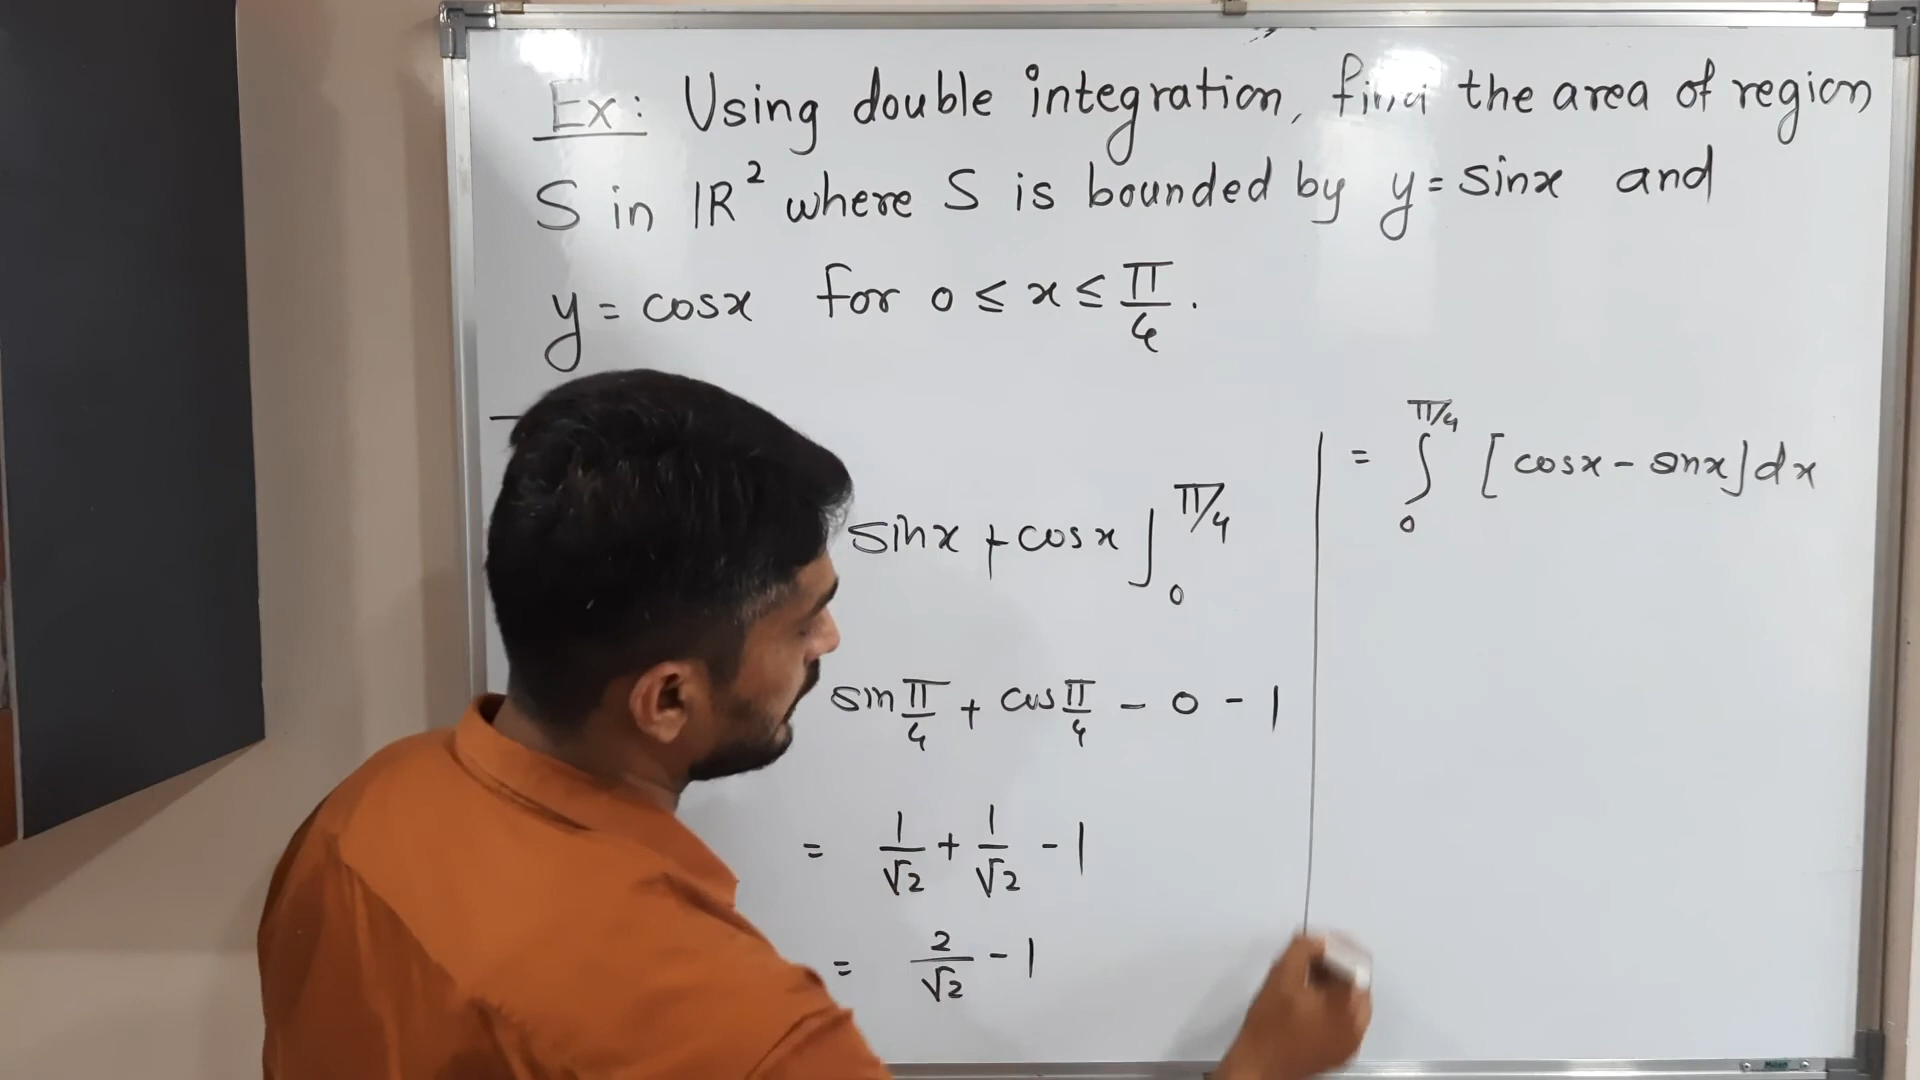 Ex: Using double integration, find the area of region
S in IR² where S is bounded by y = sinx and
y = cosx for 0 ≤ x ≤ π/4.
= ∫₀^{π/4} [cosx - sinx] dx
sinx + cosx ]₀^{π/4}
sin π/4 + cos π/4 - 0 - 1
= 1/√2 + 1/√2 - 1
= 2/√2 - 1